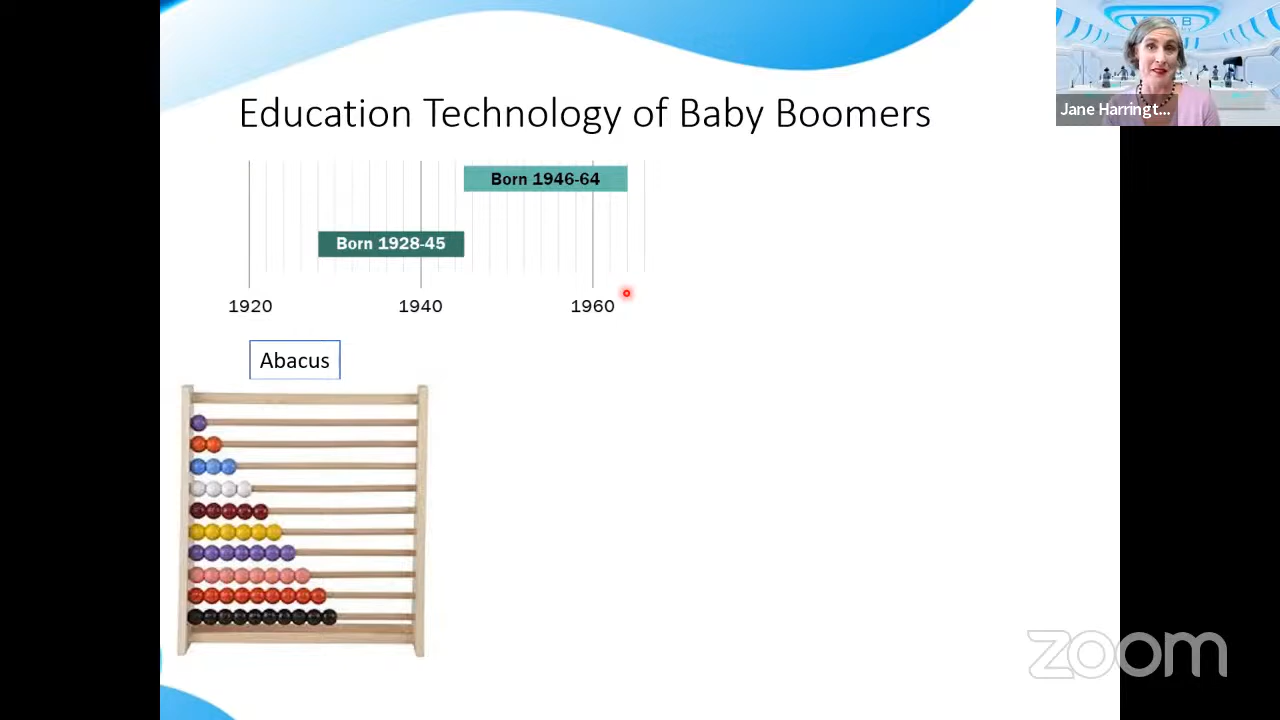 Education Technology of Baby Boomers
Jane Harringt...
Born 1946-64
Born 1928-45
1920 1940 1960
Abacus
zoom